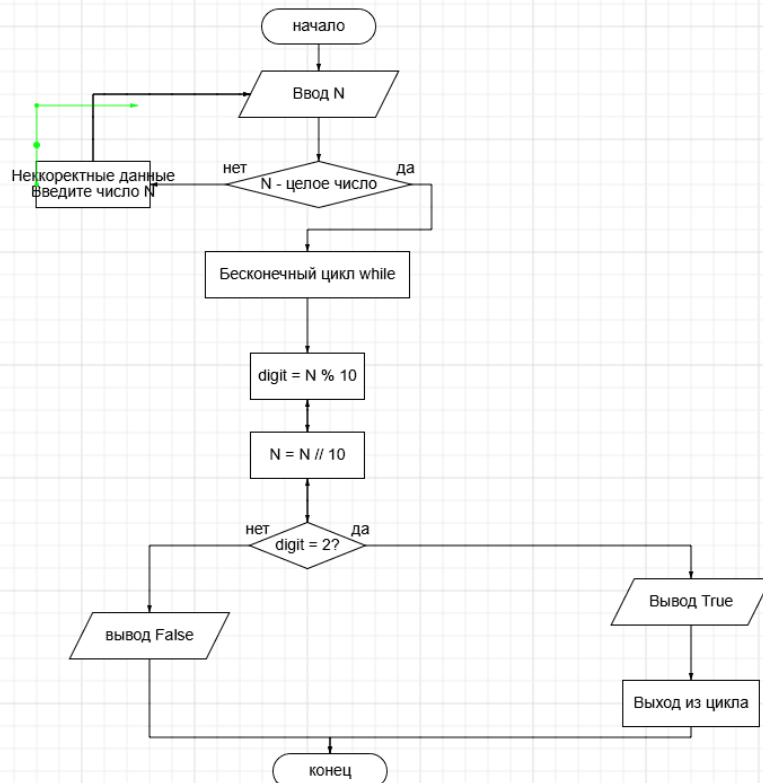 начало
Ввод N
нет
да
N - целое число
Неккоректные данные
Введите число N
Бесконечный цикл while
digit = N % 10
N = N // 10
нет
да
digit = 2?
Вывод True
вывод False
Выход из цикла
конец